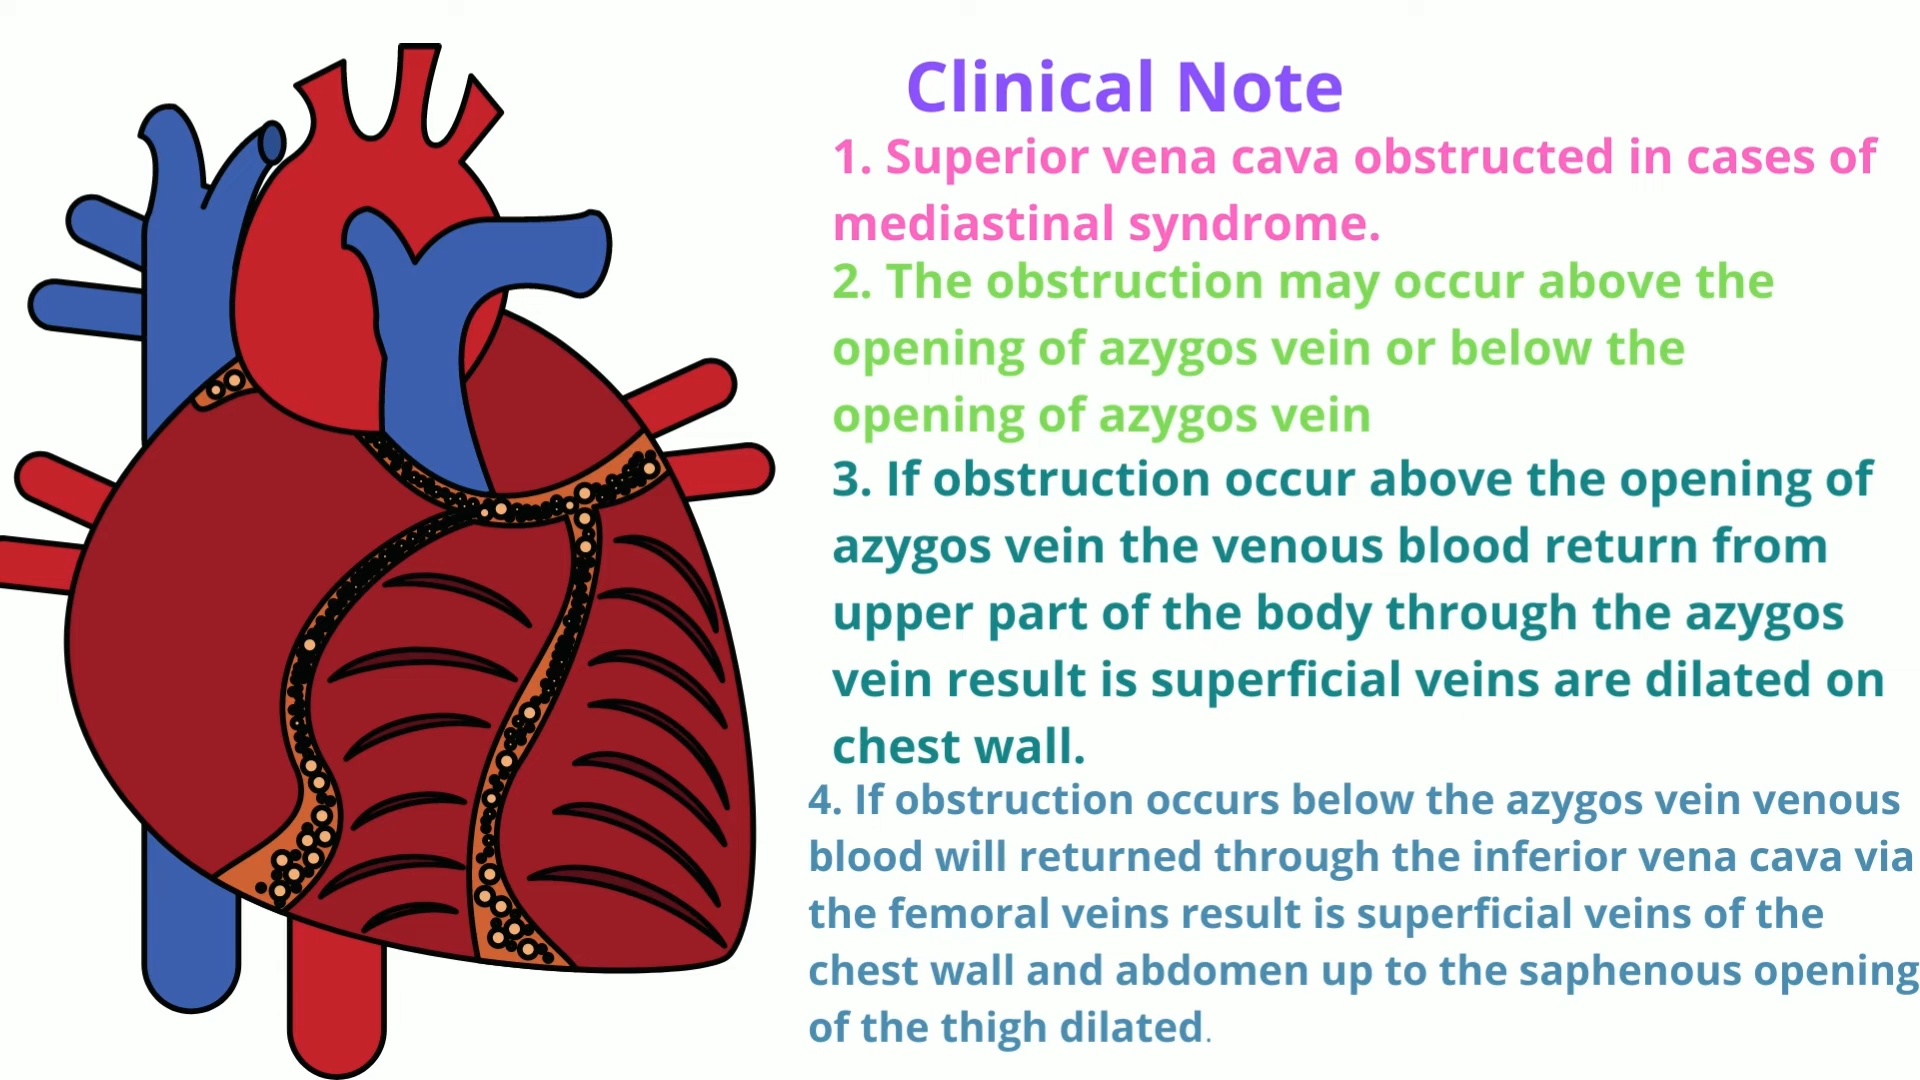 Clinical Note
1. Superior vena cava obstructed in cases of
mediastinal syndrome.
2. The obstruction may occur above the
opening of azygos vein or below the
opening of azygos vein
3. If obstruction occur above the opening of
azygos vein the venous blood return from
upper part of the body through the azygos
vein result is superficial veins are dilated on
chest wall.
4. If obstruction occurs below the azygos vein venous
blood will returned through the inferior vena cava via
the femoral veins result is superficial veins of the
chest wall and abdomen up to the saphenous opening
of the thigh dilated.